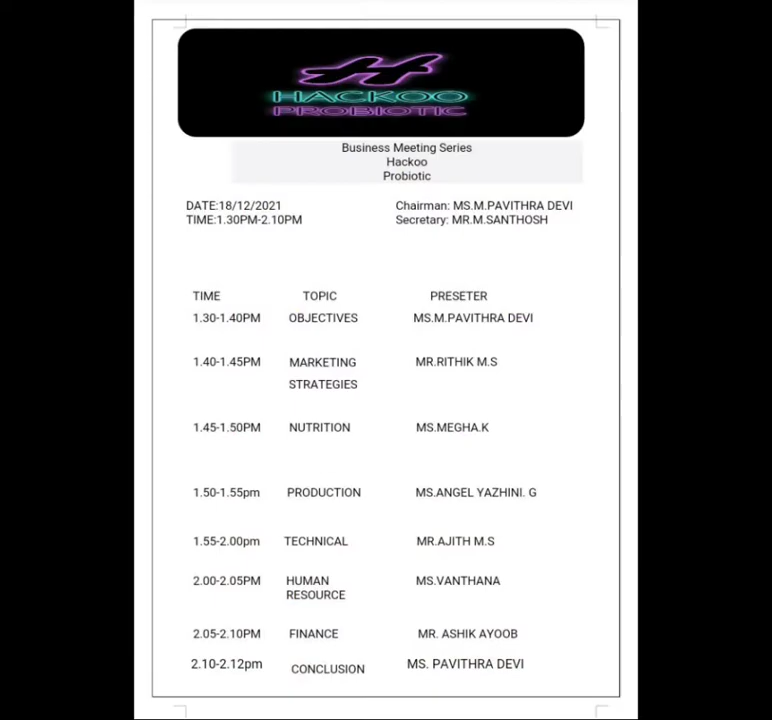 HACKOO
PROBIOTIC
Business Meeting Series
Hackoo
Probiotic
DATE:18/12/2021 Chairman: MS.M.PAVITHRA DEVI
TIME:1.30PM-2.10PM Secretary: MR.M.SANTHOSH
TIME TOPIC PRESETER
1.30-1.40PM OBJECTIVES MS.M.PAVITHRA DEVI
1.40-1.45PM MARKETING MR.RITHIK M.S
STRATEGIES
1.45-1.50PM NUTRITION MS.MEGHA.K
1.50-1.55pm PRODUCTION MS.ANGEL YAZHINI. G
1.55-2.00pm TECHNICAL MR.AJITH M.S
2.00-2.05PM HUMAN MS.VANTHANA
RESOURCE
2.05-2.10PM FINANCE MR. ASHIK AYOOB
2.10-2.12pm CONCLUSION MS. PAVITHRA DEVI